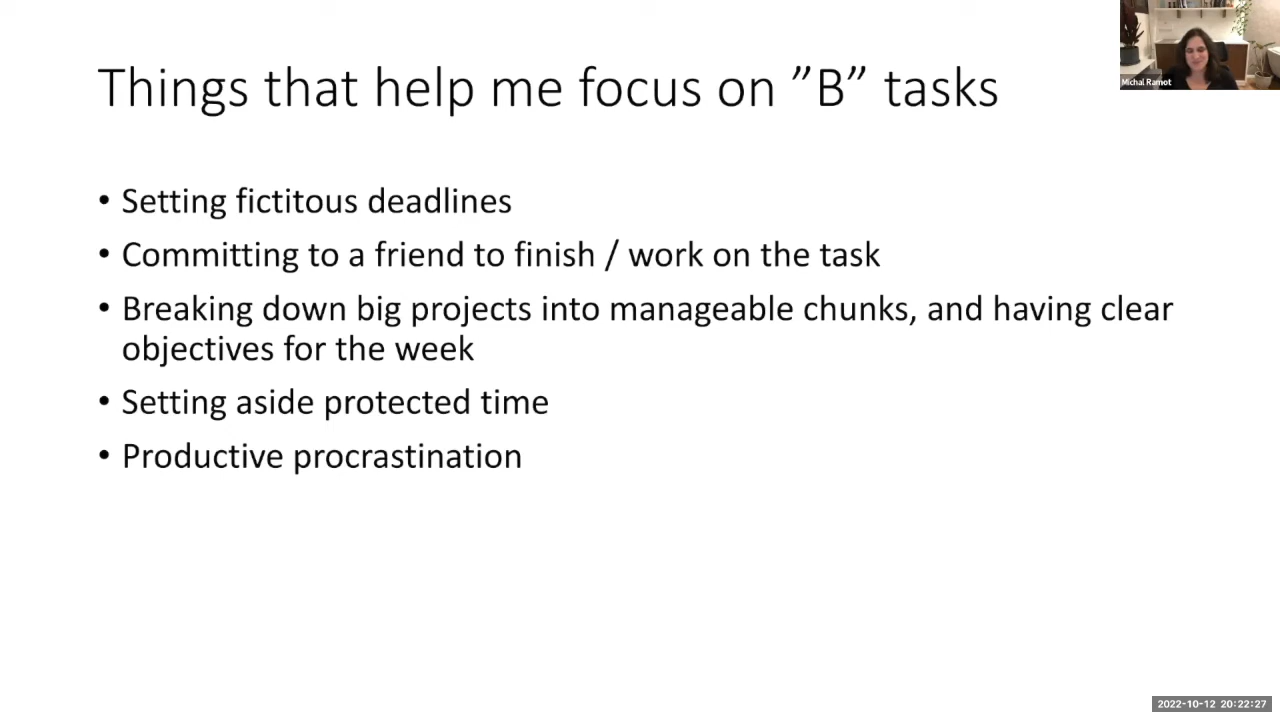 Things that help me focus on ”B” tasks
Michal Ramot
• Setting fictitous deadlines
• Committing to a friend to finish / work on the task
• Breaking down big projects into manageable chunks, and having clear
objectives for the week
• Setting aside protected time
• Productive procrastination
2022-10-12 20:22:27